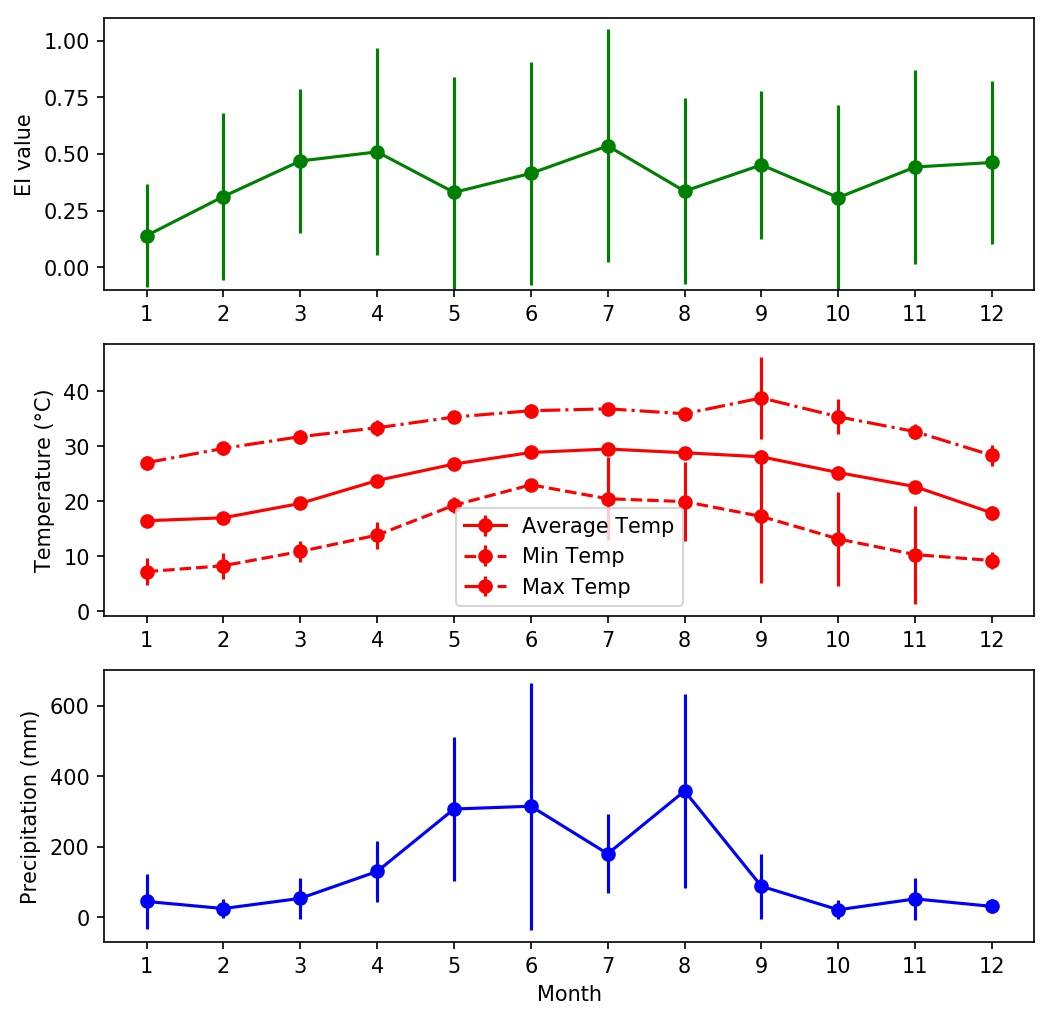 1.00
0.75
0.50
0.25
0.00
EI value
1 2 3 4 5 6 7 8 9 10 11 12
40
30
20
10
0
Temperature (°C)
Average Temp
Min Temp
Max Temp
1 2 3 4 5 6 7 8 9 10 11 12
600
400
200
0
Precipitation (mm)
1 2 3 4 5 6 7 8 9 10 11 12
Month